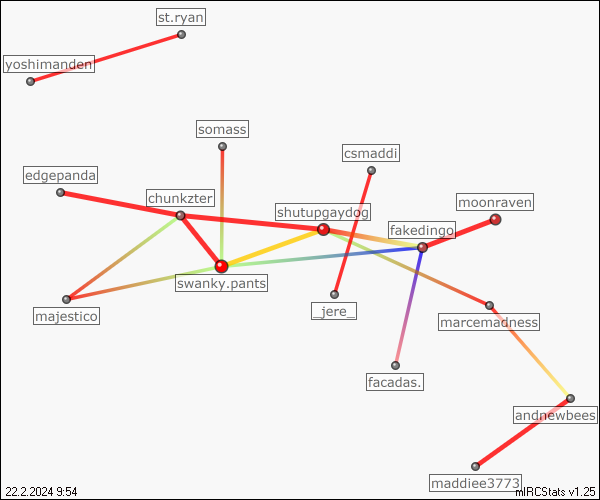 st.ryan
yoshimanden
somass
csmaddi
edgepanda
chunkzter
moonraven
shutupgaydog
fakedingo
swanky.pants
_jere_
majestico
marcemadness
facadas.
andnewbees
maddiee3773
22.2.2024 9:54
mIRCStats v1.25